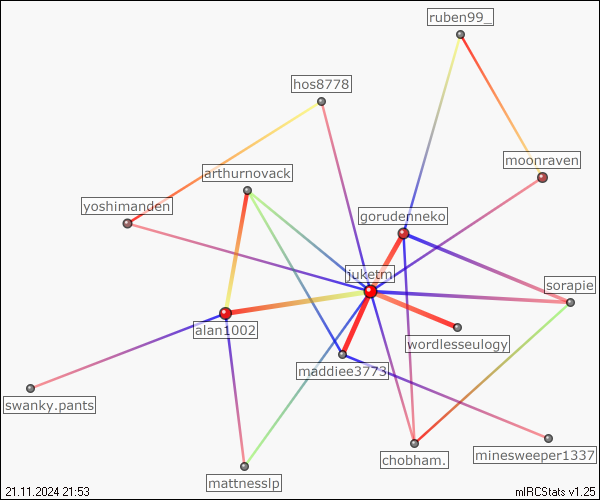 ruben99_
hos8778
moonraven
arthurnovack
yoshimanden
gorudenneko
juketm
sorapie
alan1002
wordlesseulogy
maddiee3773
swanky.pants
chobham.
minesweeper1337
mattnesslp
21.11.2024 21:53
mIRCStats v1.25